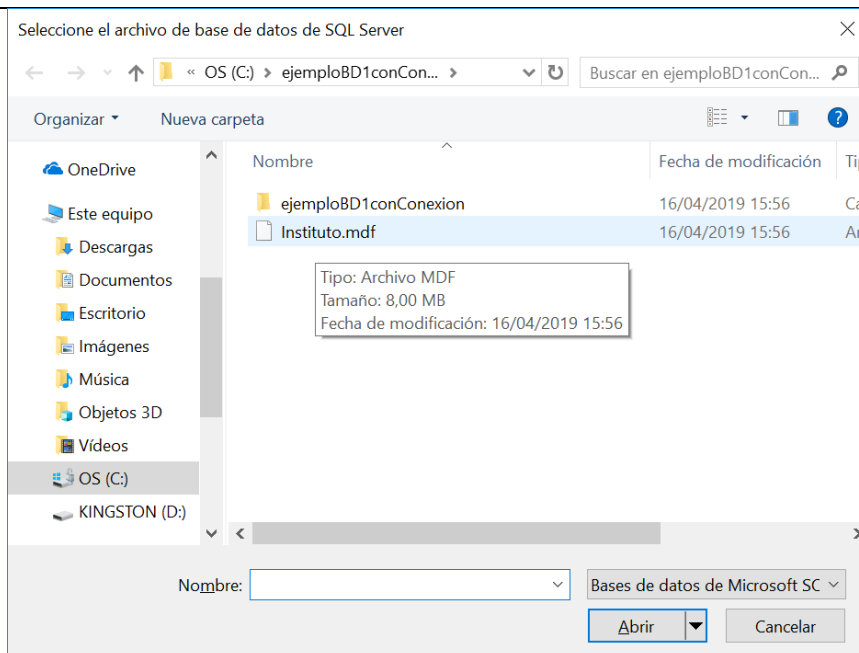 Seleccione el archivo de base de datos de SQL Server
« OS (C:) > ejemploBD1conCon... >
Buscar en ejemploBD1conCon...
Organizar
Nueva carpeta
?
OneDrive
Este equipo
Descargas
Documentos
Escritorio
Imágenes
Música
Objetos 3D
Vídeos
OS (C:)
KINGSTON (D:)
Nombre Fecha de modificación Ti
ejemploBD1conConexion 16/04/2019 15:56 Ca
Instituto.mdf 16/04/2019 15:56 Ar
Tipo: Archivo MDF
Tamaño: 8,00 MB
Fecha de modificación: 16/04/2019 15:56
Nombre:
Bases de datos de Microsoft SC
Abrir
Cancelar